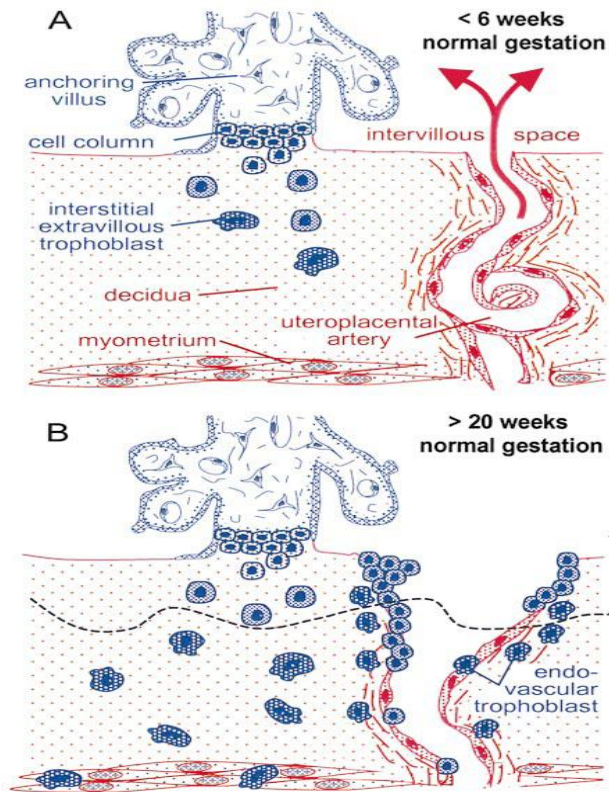 A
< 6 weeks
normal gestation
anchoring
villus
cell column
intervillous space
interstitial
extravillous
trophoblast
decidua
uteroplacental
artery
myometrium
B
> 20 weeks
normal gestation
endo-
vascular
trophoblast